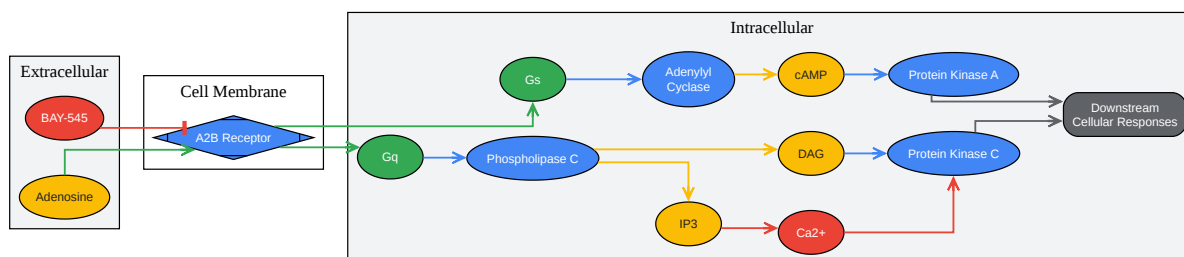 Extracellular
BAY-545
Adenosine
Cell Membrane
A2B Receptor
Intracellular
Gs
Adenylyl
Cyclase
cAMP
Protein Kinase A
Gq
Phospholipase C
DAG
Protein Kinase C
IP3
Ca2+
Downstream
Cellular Responses